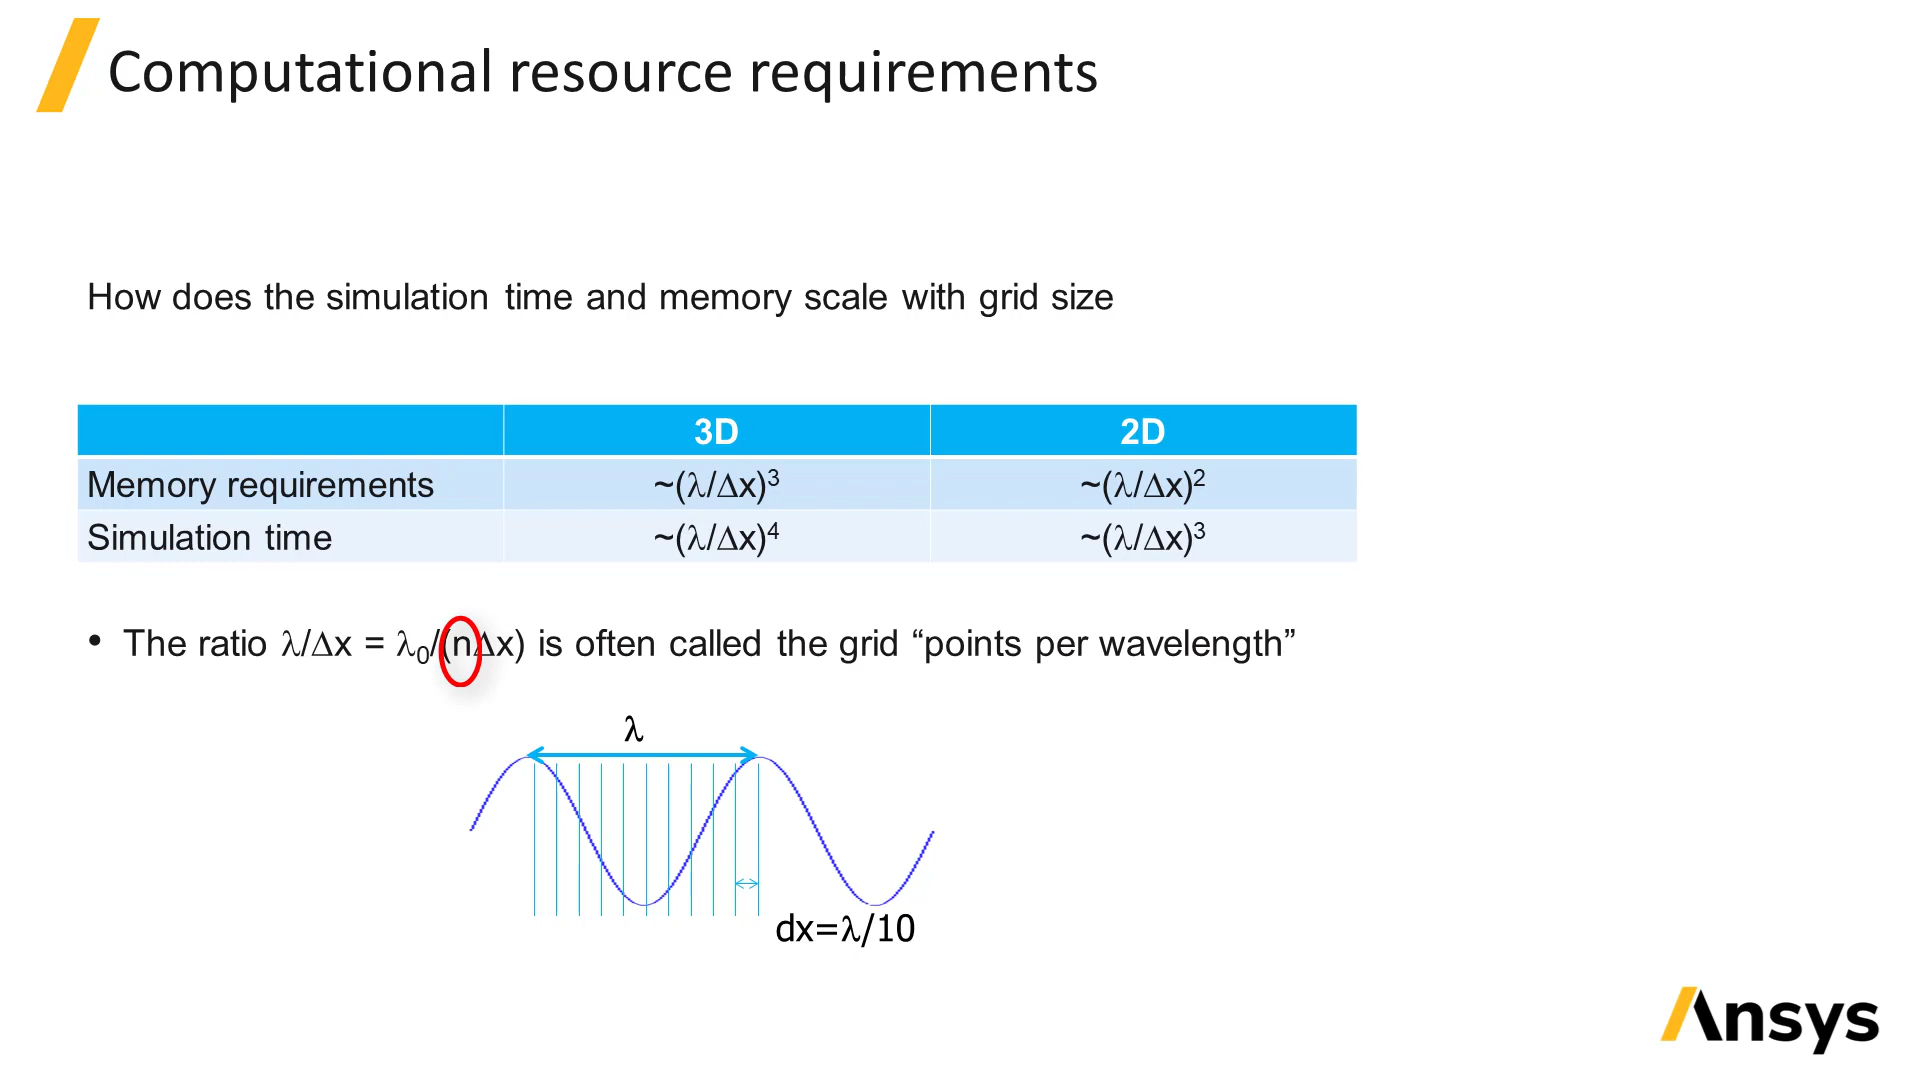 Computational resource requirements
How does the simulation time and memory scale with grid size
3D 2D
Memory requirements ~(λ/Δx)³ ~(λ/Δx)²
Simulation time ~(λ/Δx)⁴ ~(λ/Δx)³
• The ratio λ/Δx = λ₀/(nΔx) is often called the grid “points per wavelength”
λ
dx=λ/10
Ansys